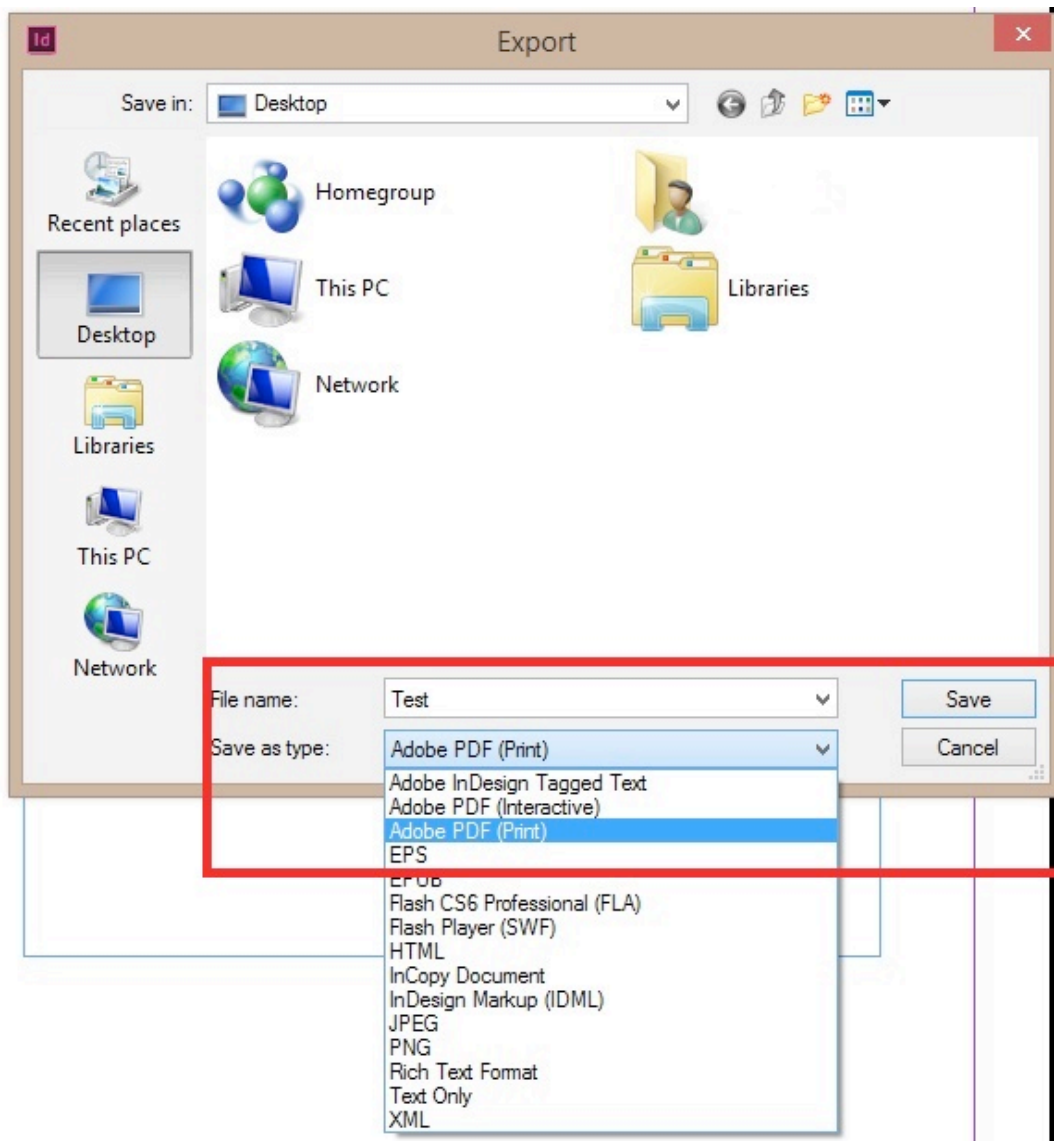 Id
Export
Save in:
Desktop
Recent places
Desktop
Libraries
This PC
Network
Homegroup
This PC
Libraries
Network
File name:
Test
Save
Save as type:
Adobe PDF (Print)
Cancel
Adobe InDesign Tagged Text
Adobe PDF (Interactive)
Adobe PDF (Print)
EPS
EPUB
Flash CS6 Professional (FLA)
Flash Player (SWF)
HTML
InCopy Document
InDesign Markup (IDML)
JPEG
PNG
Rich Text Format
Text Only
XML